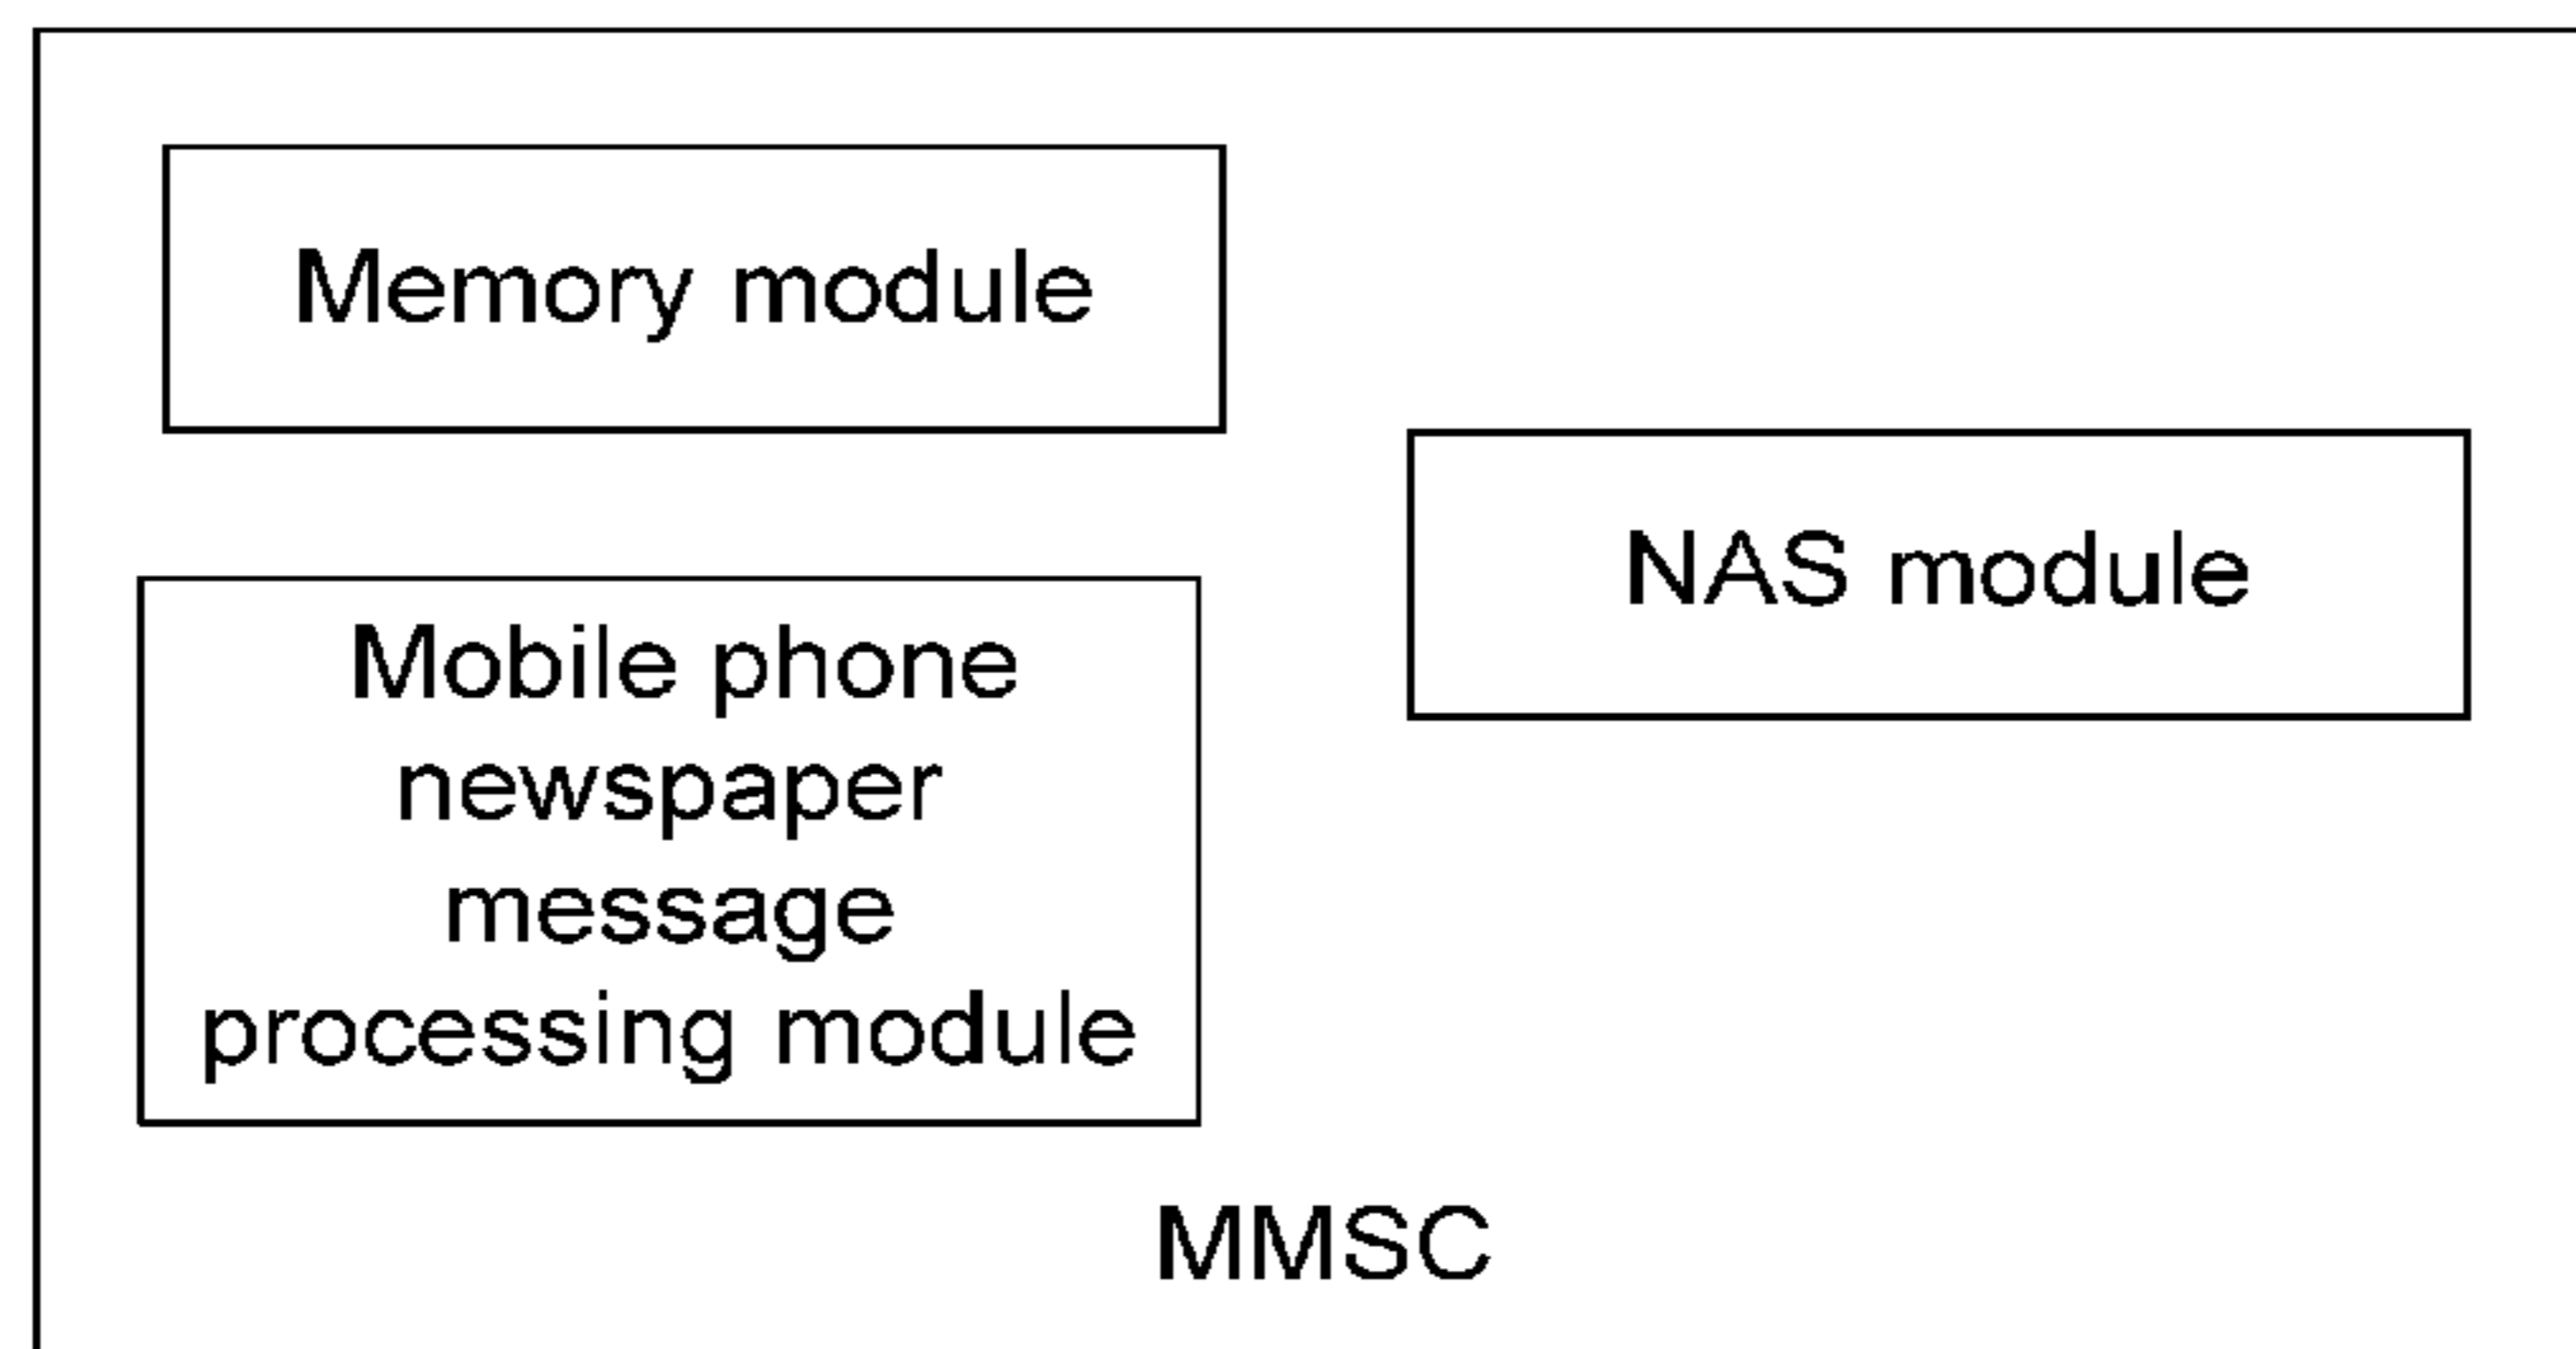 Memory module
NAS module
Mobile phone
newspaper
message
processing module
MMSC